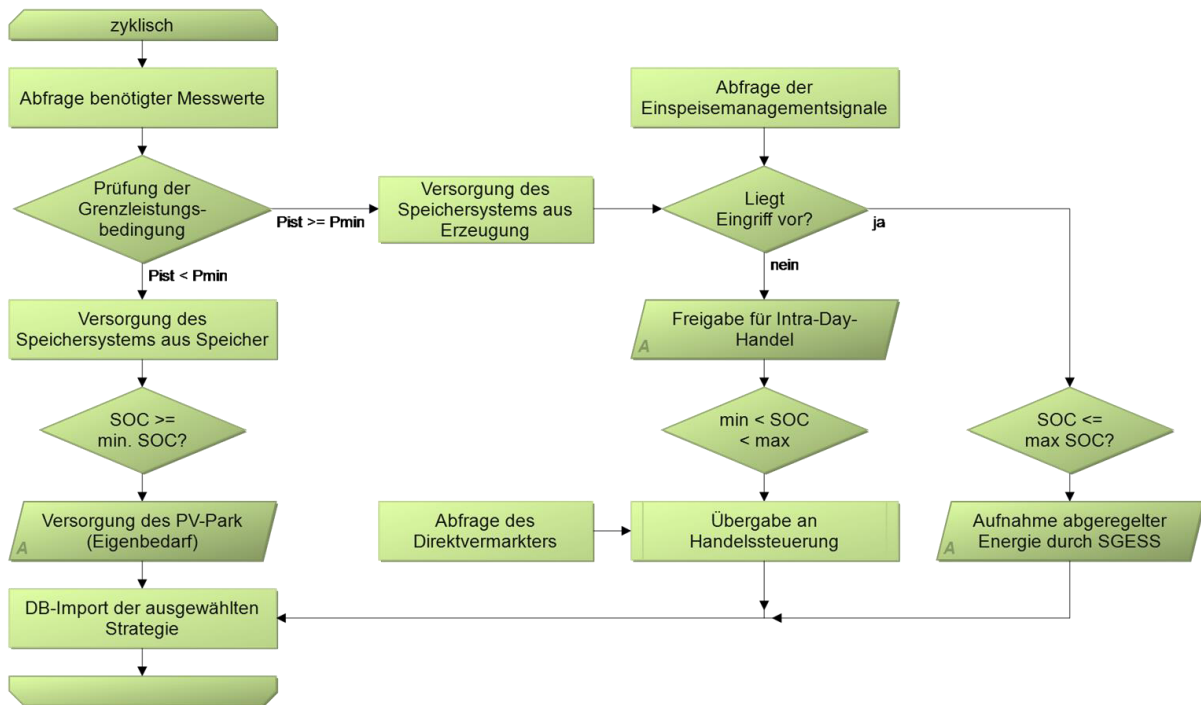 zyklisch
Abfrage benötigter Messwerte
Abfrage der
Einspeisemanagementsignale
Prüfung der
Grenzleistungs-
bedingung
Pist >= Pmin
Pist < Pmin
Versorgung des
Speichersystems aus
Erzeugung
Liegt
Eingriff vor?
ja
nein
Versorgung des
Speichersystems aus Speicher
Freigabe für Intra-Day-
Handel
A
SOC >=
min. SOC?
min < SOC
< max
SOC <=
max SOC?
Versorgung des PV-Park
(Eigenbedarf)
A
Abfrage des
Direktvermarkters
Übergabe an
Handelssteuerung
Aufnahme abgeregelter
Energie durch SGESS
A
DB-Import der ausgewählten
Strategie